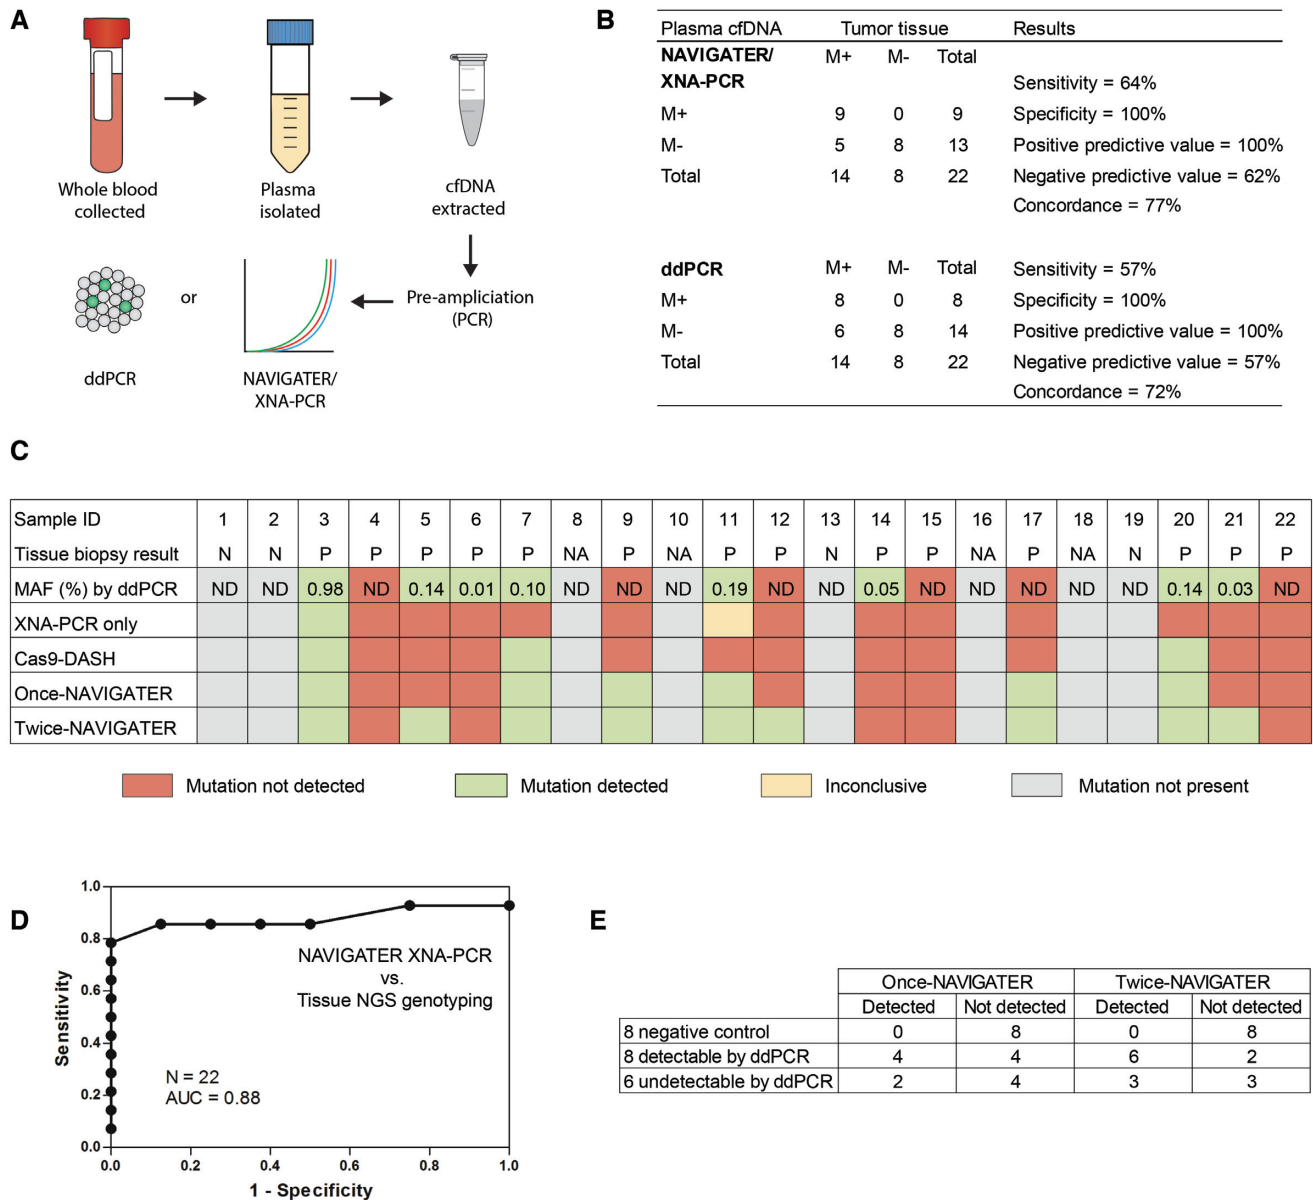 A
Whole blood
collected
Plasma
isolated
cfDNA
extracted
Pre-ampliciation
(PCR)
or
ddPCR
NAVIGATER/
XNA-PCR
B
Plasma cfDNA Tumor tissue Results
NAVIGATER/ M+ M- Total
XNA-PCR Sensitivity = 64%
M+ 9 0 9 Specificity = 100%
M- 5 8 13 Positive predictive value = 100%
Total 14 8 22 Negative predictive value = 62%
Concordance = 77%
ddPCR M+ M- Total Sensitivity = 57%
M+ 8 0 8 Specificity = 100%
M- 6 8 14 Positive predictive value = 100%
Total 14 8 22 Negative predictive value = 57%
Concordance = 72%
C
Sample ID 1 2 3 4 5 6 7 8 9 10 11 12 13 14 15 16 17 18 19 20 21 22
Tissue biopsy result N N P P P P P NA P NA P P N P P NA P NA N P P P
MAF (%) by ddPCR ND ND 0.98 ND 0.14 0.01 0.10 ND ND ND 0.19 ND ND 0.05 ND ND ND ND ND 0.14 0.03 ND
XNA-PCR only
Cas9-DASH
Once-NAVIGATER
Twice-NAVIGATER
Mutation not detected Mutation detected Inconclusive Mutation not present
D
1.0
0.8
0.6
0.4
0.2
0.0
Sensitivity
NAVIGATER XNA-PCR
vs.
Tissue NGS genotyping
N = 22
AUC = 0.88
0.0 0.2 0.4 0.6 0.8 1.0
1 - Specificity
E
Once-NAVIGATER Twice-NAVIGATER
Detected Not detected Detected Not detected
8 negative control 0 8 0 8
8 detectable by ddPCR 4 4 6 2
6 undetectable by ddPCR 2 4 3 3